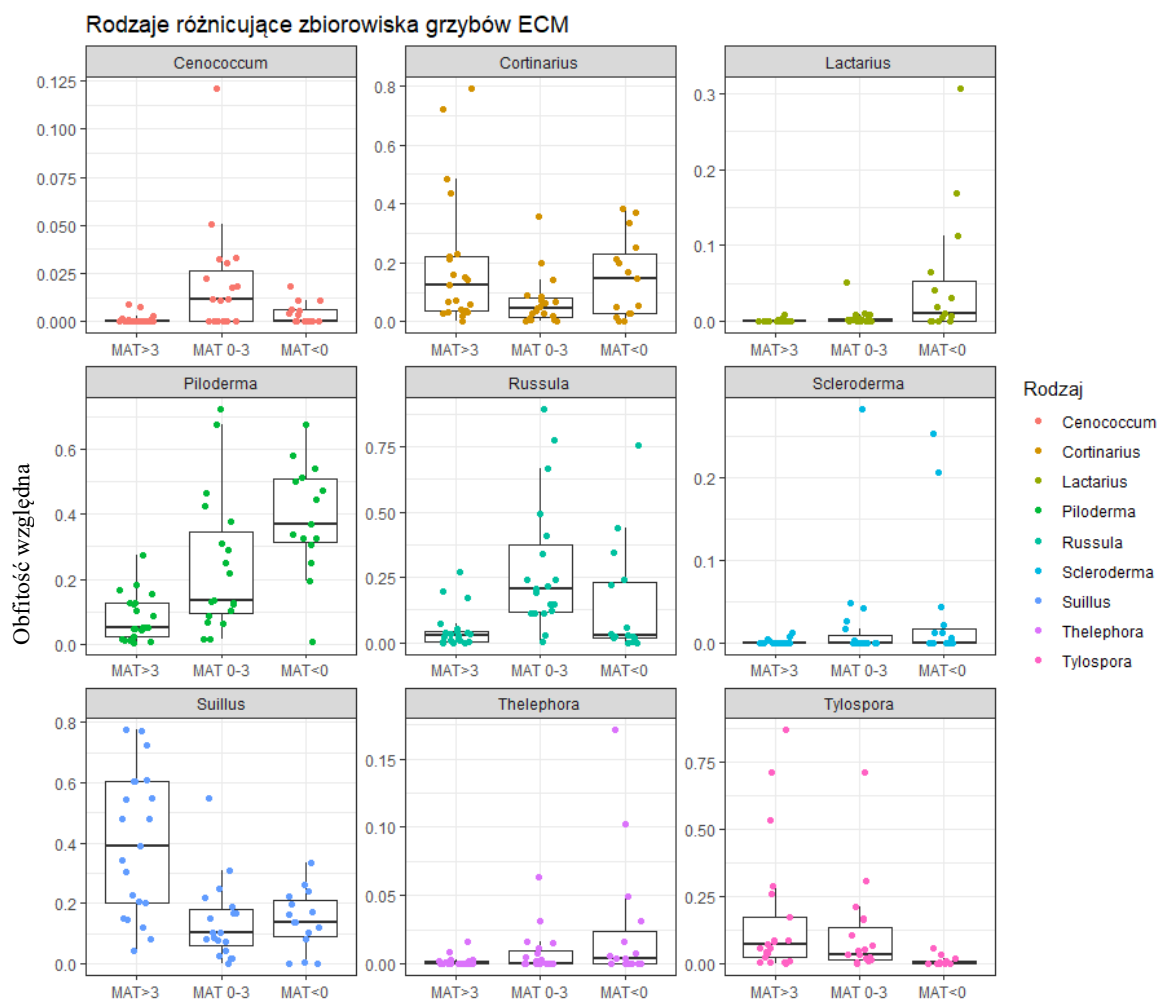 Rodzaje różnicujące zbiorowiska grzybów ECM
Cenococcum
0.125
0.100
0.075
0.050
0.025
0.000
MAT>3 MAT 0-3 MAT<0
Cortinarius
0.8
0.6
0.4
0.2
0.0
MAT>3 MAT 0-3 MAT<0
Lactarius
0.3
0.2
0.1
0.0
MAT>3 MAT 0-3 MAT<0
Obfitość względna
Piloderma
0.6
0.4
0.2
0.0
MAT>3 MAT 0-3 MAT<0
Russula
0.75
0.50
0.25
0.00
MAT>3 MAT 0-3 MAT<0
Scleroderma
0.2
0.1
0.0
MAT>3 MAT 0-3 MAT<0
Suillus
0.8
0.6
0.4
0.2
0.0
MAT>3 MAT 0-3 MAT<0
Thelephora
0.15
0.10
0.05
0.00
MAT>3 MAT 0-3 MAT<0
Tylospora
0.75
0.50
0.25
0.00
MAT>3 MAT 0-3 MAT<0
Rodzaj
Cenococcum
Cortinarius
Lactarius
Piloderma
Russula
Scleroderma
Suillus
Thelephora
Tylospora